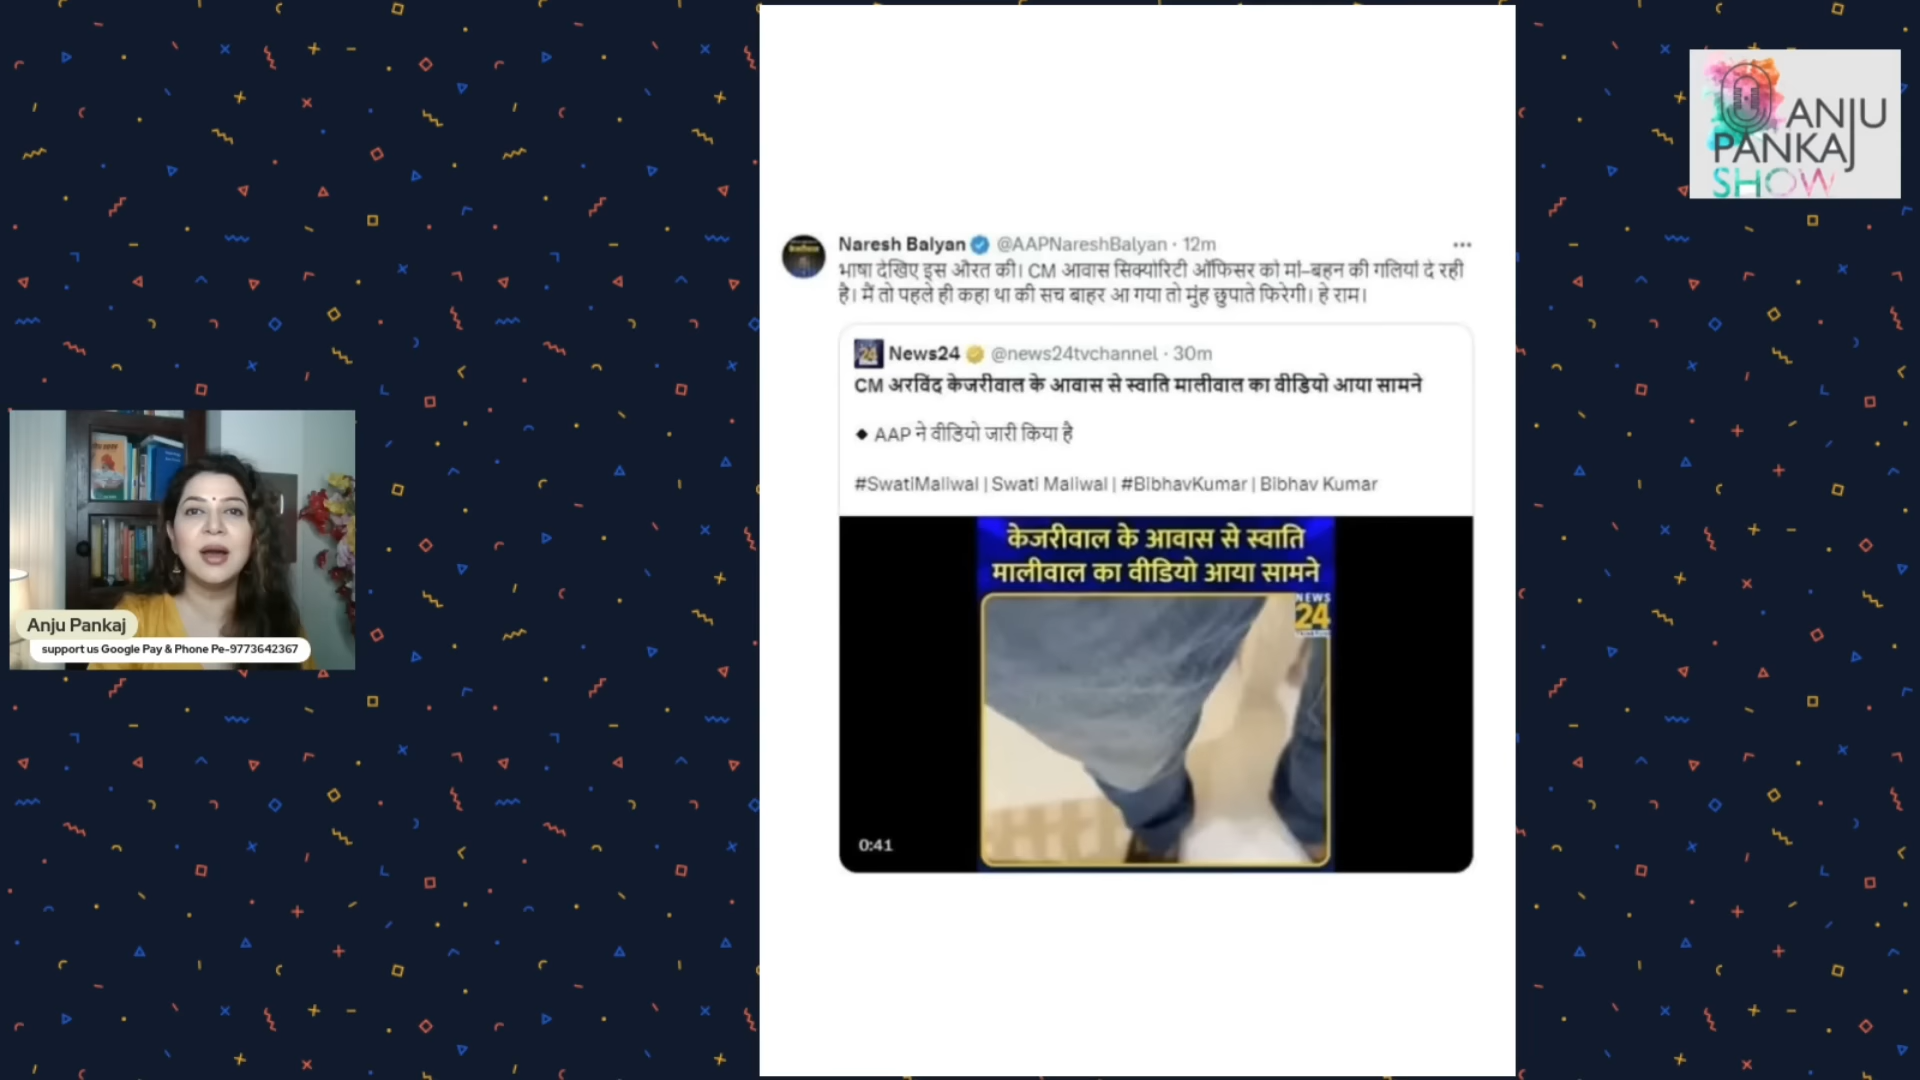 ANJU
PANKAJ
SHOW
Naresh Balyan @AAPNareshBalyan · 12m
भाषा देखिए इस औरत की। CM आवास सिक्योरिटी ऑफिसर को मां-बहन की गलियां दे रही
है। मैं तो पहले ही कहा था की सच बाहर आ गया तो मुंह छुपाते फिरेगी। हे राम।
24 News24 @news24tvchannel · 30m
CM अरविंद केजरीवाल के आवास से स्वाति मालीवाल का वीडियो आया सामने
◆ AAP ने वीडियो जारी किया है
#SwatiMaliwal | Swati Maliwal | #BibhavKumar | Bibhav Kumar
केजरीवाल के आवास से स्वाति
मालीवाल का वीडियो आया सामने
NEWS
24
0:41
Anju Pankaj
support us Google Pay & Phone Pe-9773642367